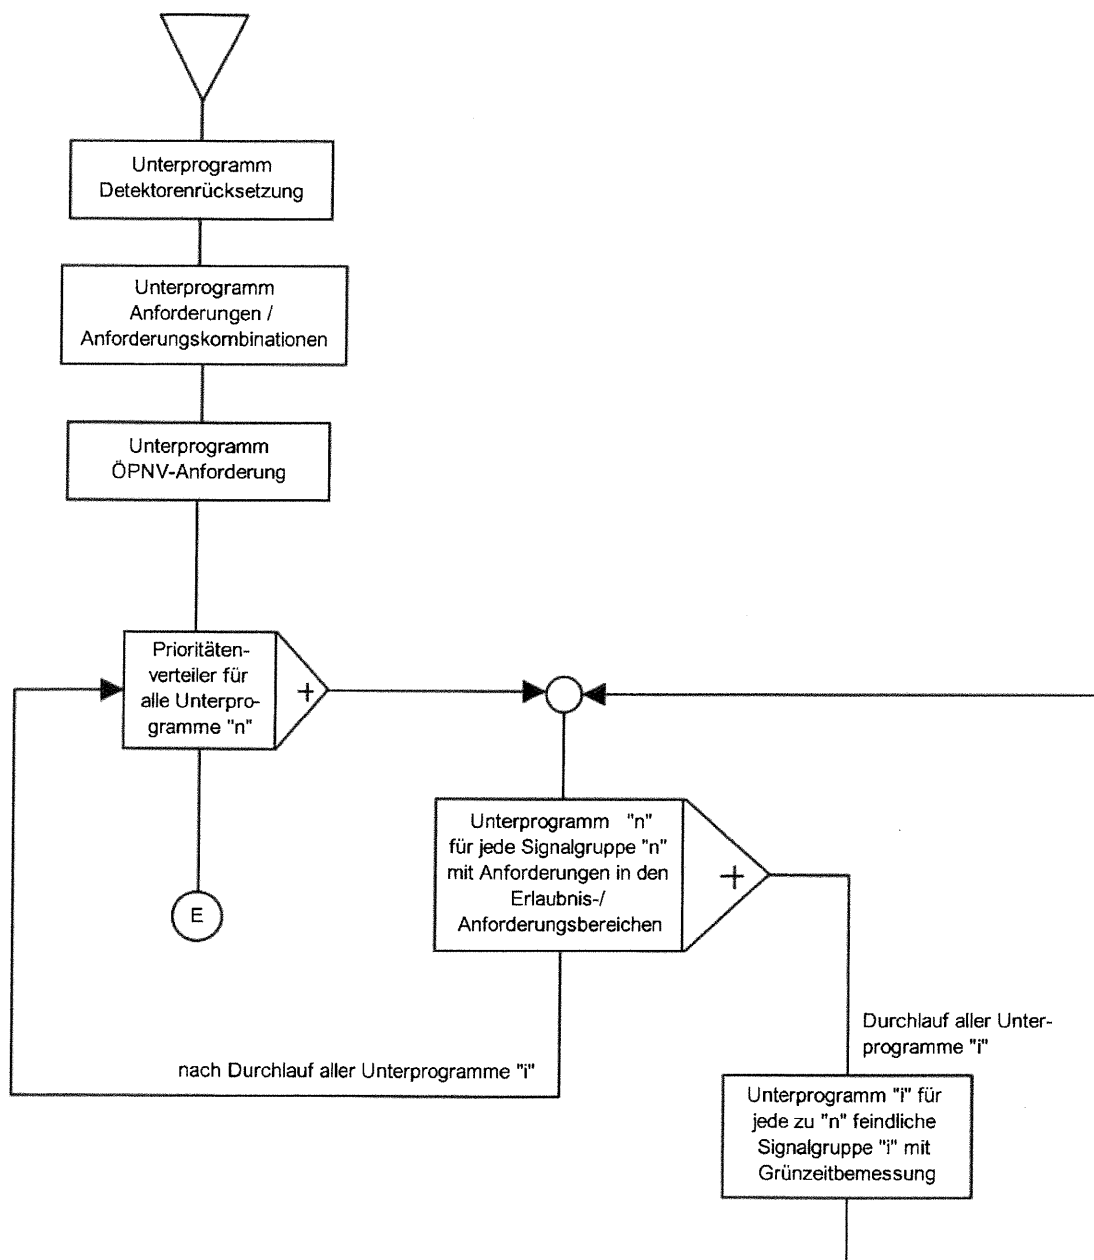 Unterprogramm
Detektorenrücksetzung
Unterprogramm
Anforderungen /
Anforderungskombinationen
Unterprogramm
ÖPNV-Anforderung
Prioritäten-
verteiler für
alle Unterpro-
gramme "n"
+
E
Unterprogramm "n"
für jede Signalgruppe "n"
mit Anforderungen in den
Erlaubnis-/
Anforderungsbereichen
+
nach Durchlauf aller Unterprogramme "i"
Durchlauf aller Unter-
programme "i"
Unterprogramm "i" für
jede zu "n" feindliche
Signalgruppe "i" mit
Grünzeitbemessung